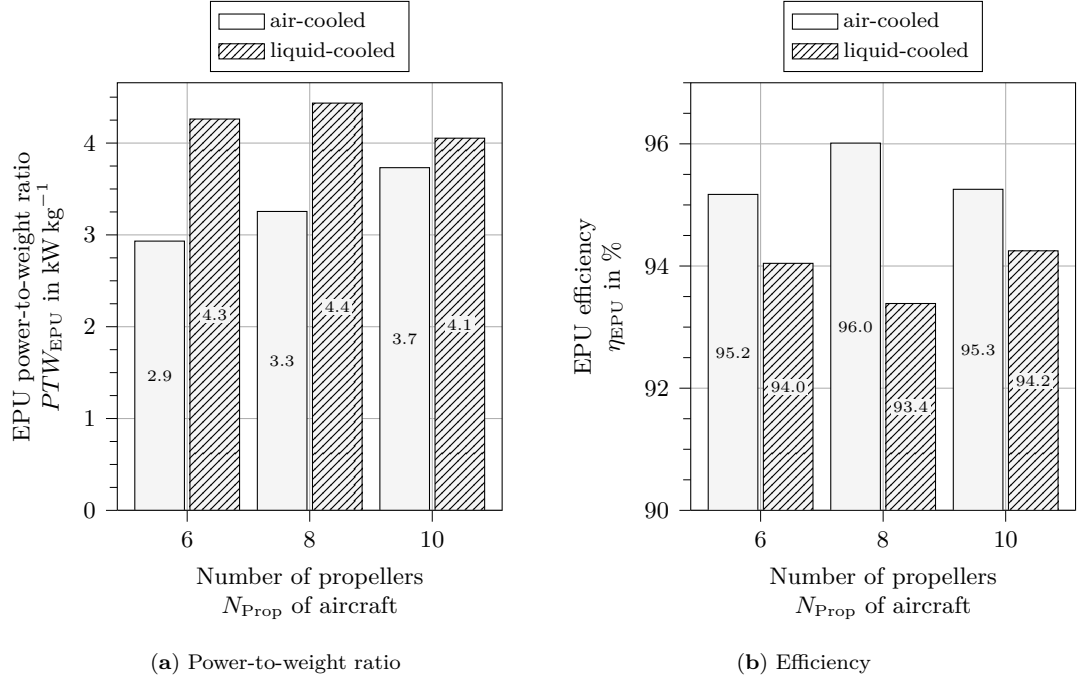 air-cooled
liquid-cooled
EPU power-to-weight ratio
PTW_EPU in kW kg⁻¹
4
3
2
1
0
2.9
4.3
3.3
4.4
3.7
4.1
6 8 10
Number of propellers
N_Prop of aircraft
(a) Power-to-weight ratio
air-cooled
liquid-cooled
EPU efficiency
η_EPU in %
96
94
92
90
95.2
94.0
96.0
93.4
95.3
94.2
6 8 10
Number of propellers
N_Prop of aircraft
(b) Efficiency